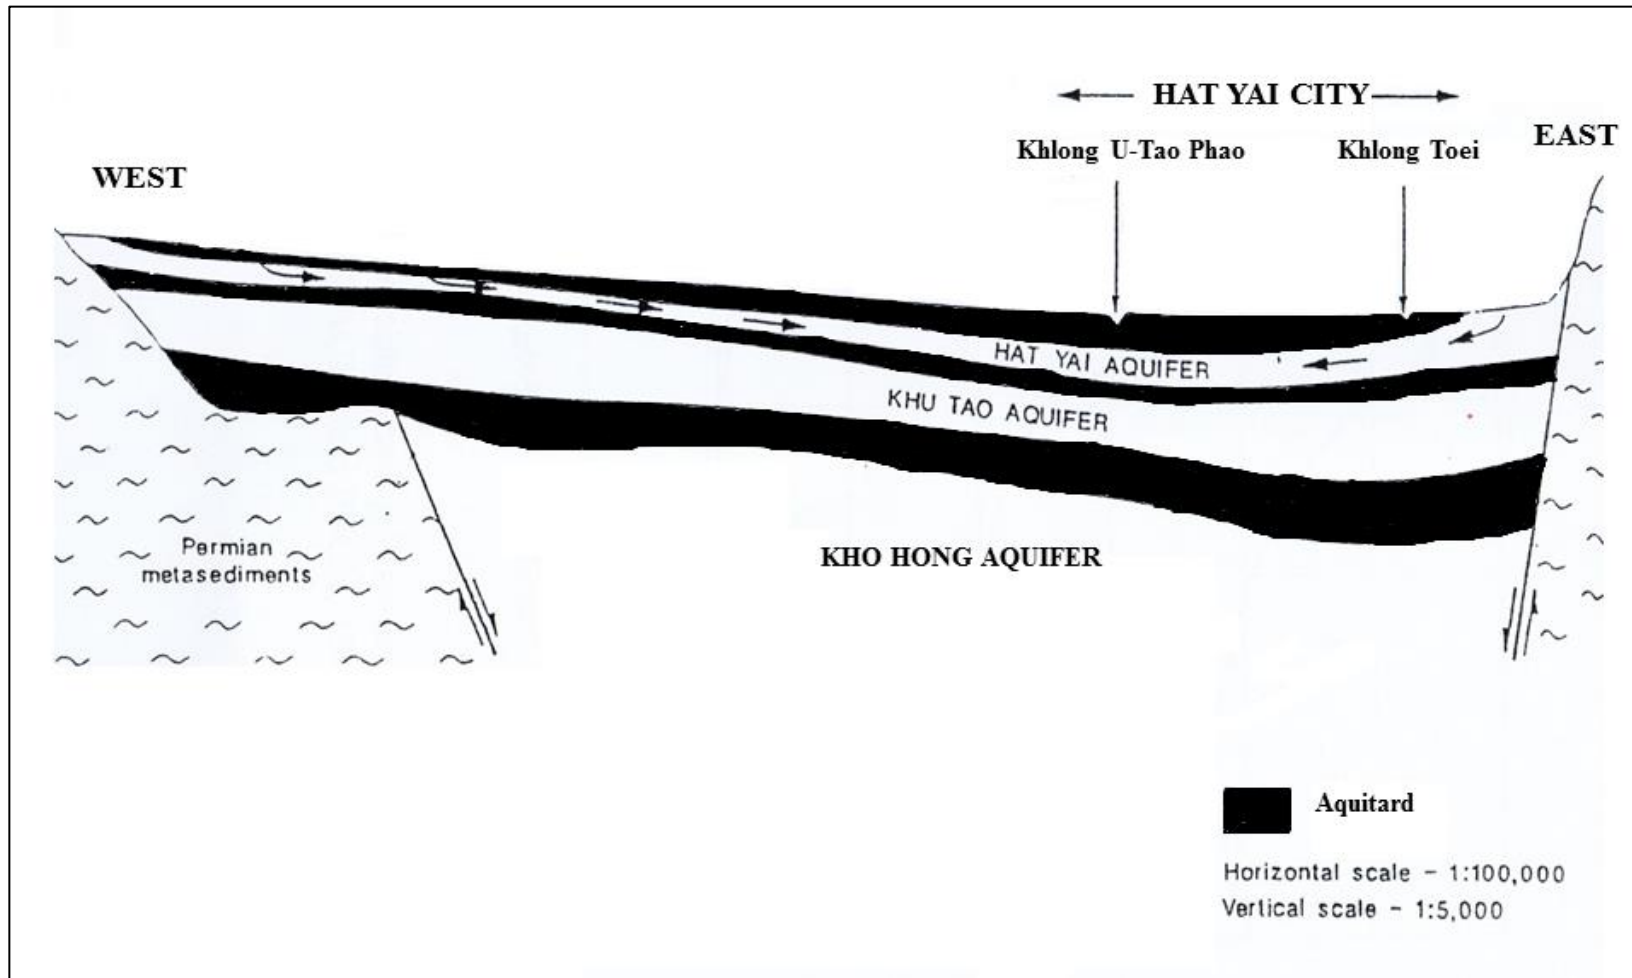 HAT YAI CITY
EAST
Khlong U-Tao Phao
Khlong Toei
WEST
HAT YAI AQUIFER
KHU TAO AQUIFER
Permian
metasediments
KHO HONG AQUIFER
Aquitard
Horizontal scale - 1:100,000
Vertical scale - 1:5,000